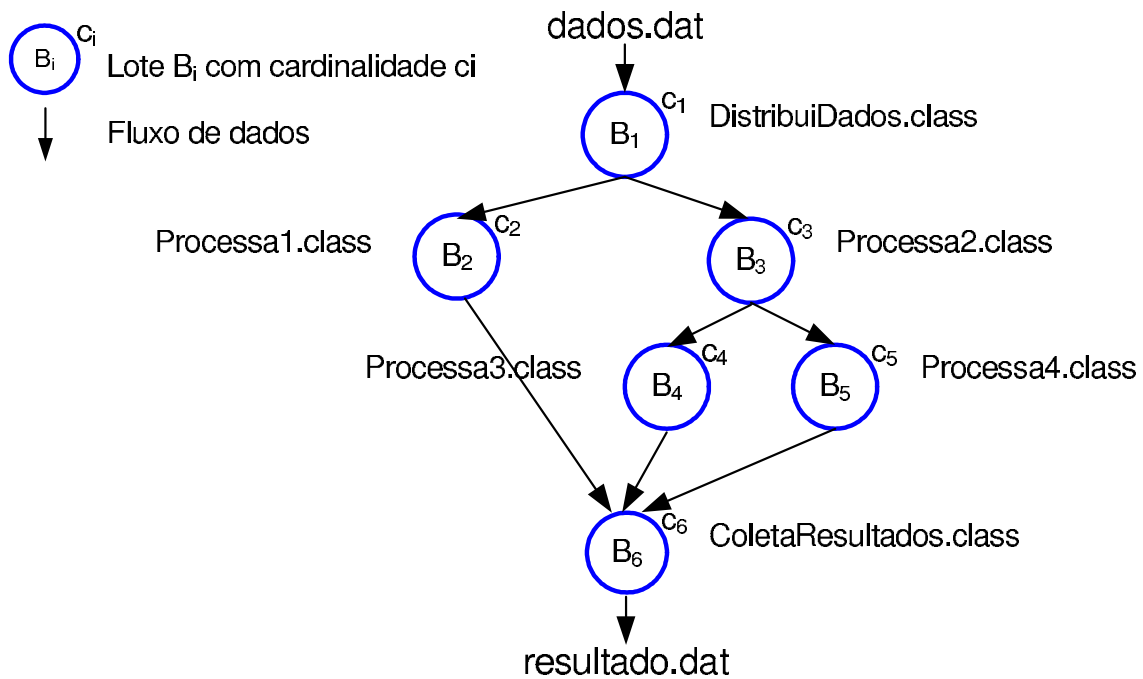 dados.dat
Bᵢ cᵢ
Lote Bᵢ com cardinalidade ci
Fluxo de dados
B₁ c₁ DistribuiDados.class
Processa1.class B₂ c₂
B₃ c₃ Processa2.class
Processa3.class B₄ c₄
B₅ c₅ Processa4.class
B₆ c₆ ColetaResultados.class
resultado.dat